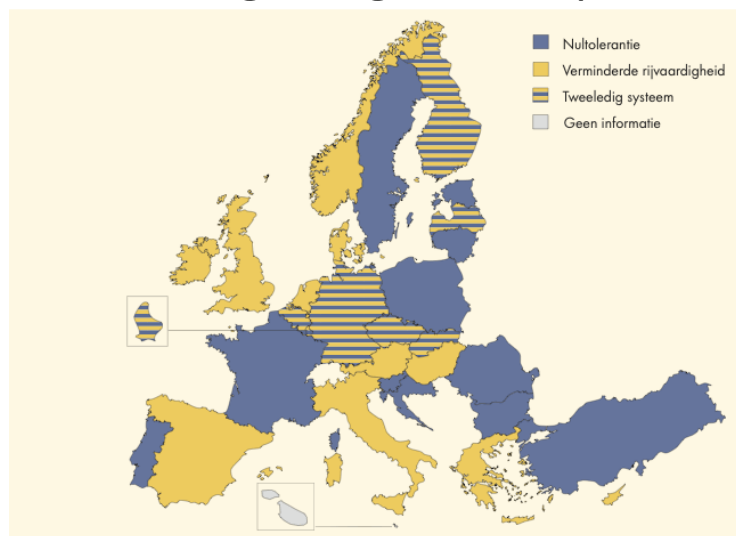 Nultolerantie
Verminderde rijvaardigheid
Tweeledig systeem
Geen informatie